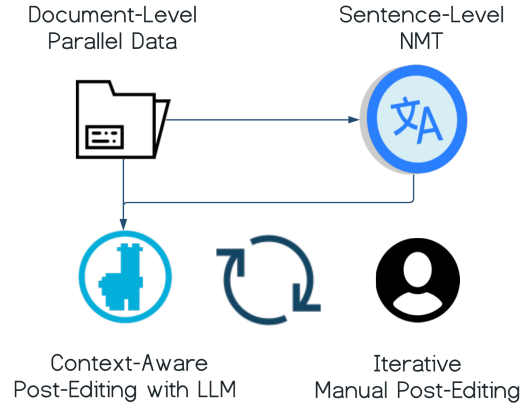 Document-Level
Parallel Data
Sentence-Level
NMT
文A
Context-Aware
Post-Editing with LLM
Iterative
Manual Post-Editing